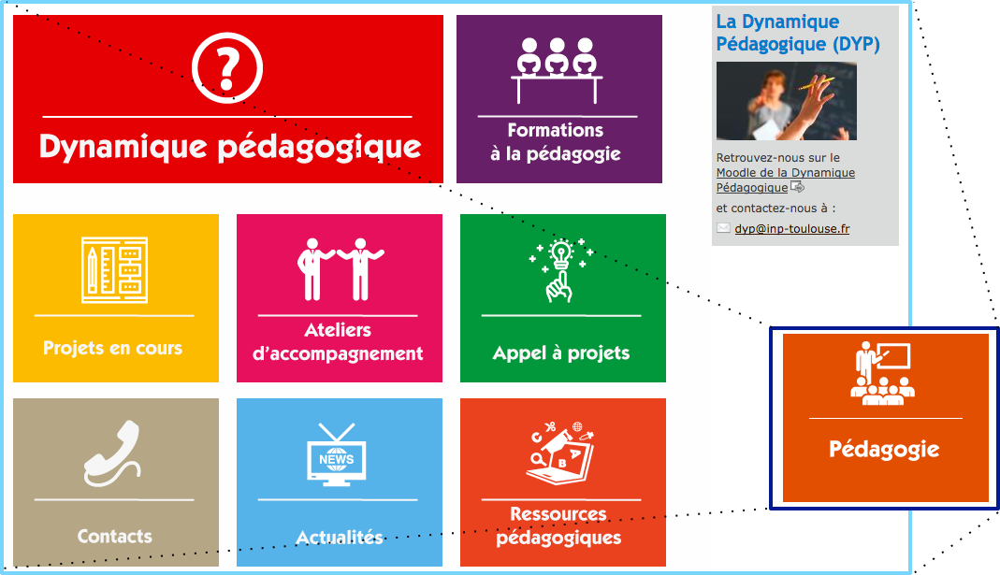 ?
Dynamique pédagogique
Formations
à la pédagogie
La Dynamique
Pédagogique (DYP)
Retrouvez-nous sur le
Moodle de la Dynamique
Pédagogique
et contactez-nous à :
dyp@inp-toulouse.fr
Projets en cours
Ateliers
d'accompagnement
Appel à projets
Pédagogie
Contacts
NEWS
Actualités
A
B
C
Ressources
pédagogiques